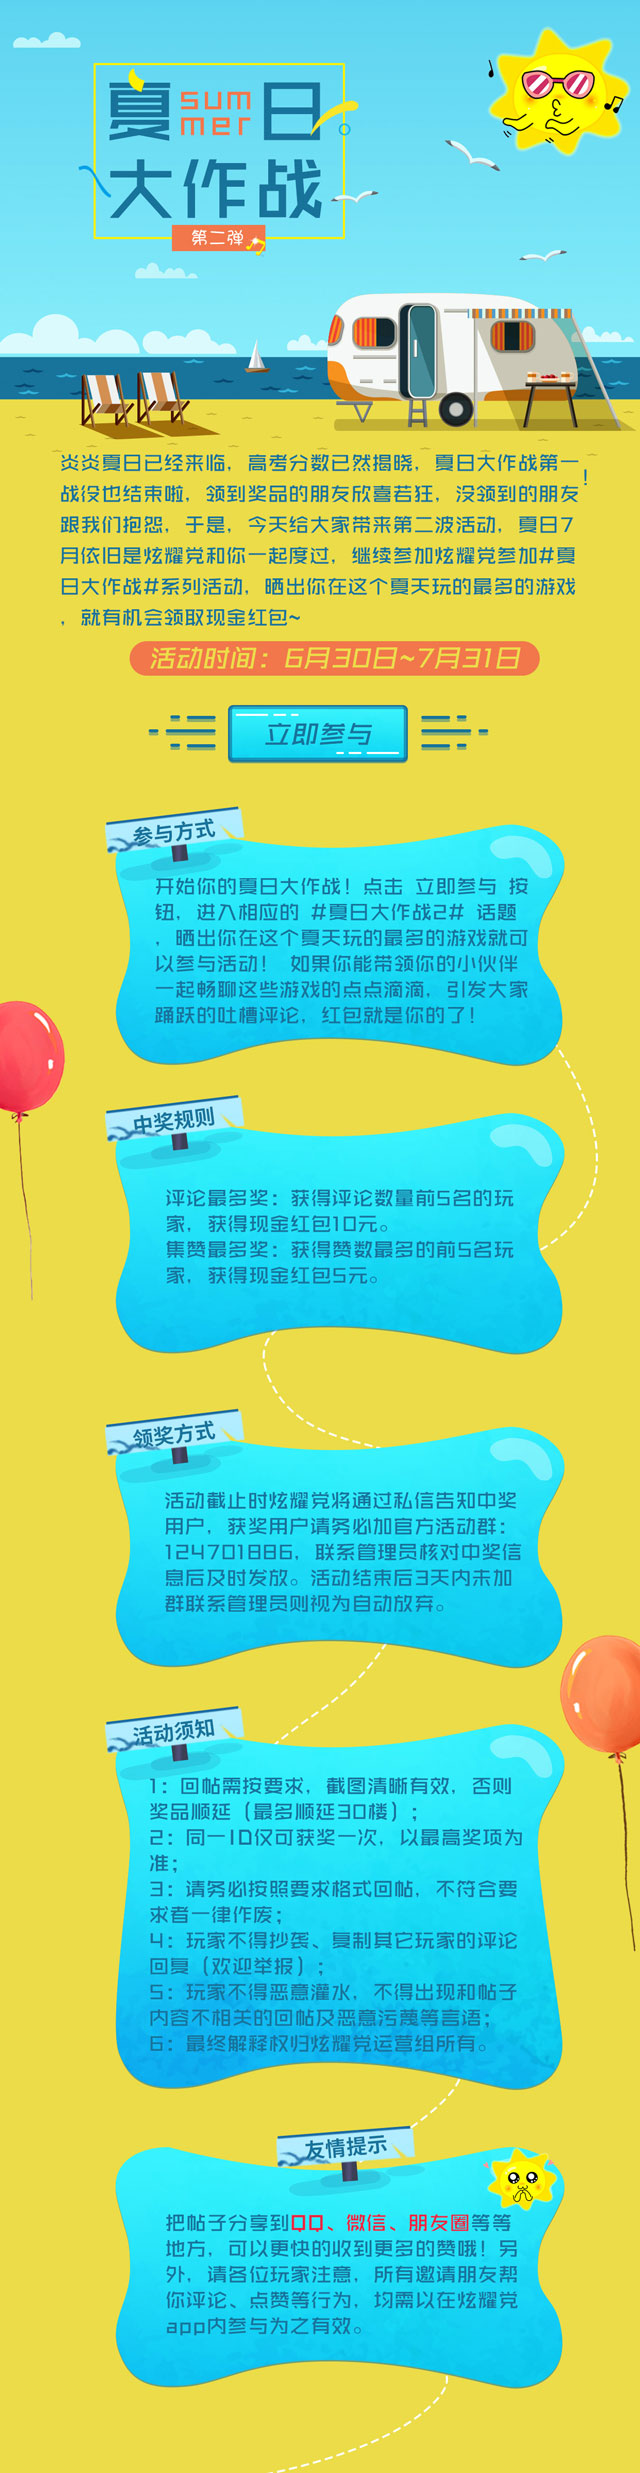 夏summer日
大作战
第二弹
炎炎夏日已经来临，高考分数已然揭晓，夏日大作战第一
战役也结束啦，领到奖品的朋友欣喜若狂，没领到的朋友！
跟我们抱怨，于是，今天给大家带来第二波活动，夏日7
月依旧是炫耀党和你一起度过，继续参加炫耀党参加#夏
日大作战#系列活动，晒出你在这个夏天玩的最多的游戏
，就有机会领取现金红包~
活动时间：6月30日~7月31日
立即参与
参与方式
开始你的夏日大作战！点击 立即参与 按
钮，进入相应的 #夏日大作战2# 话题
，晒出你在这个夏天玩的最多的游戏就可
以参与活动！ 如果你能带领你的小伙伴
一起畅聊这些游戏的点点滴滴，引发大家
踊跃的吐槽评论，红包就是你的了！
中奖规则
评论最多奖：获得评论数量前5名的玩
家，获得现金红包10元。
集赞最多奖：获得赞数最多的前5名玩
家，获得现金红包5元。
领奖方式
活动截止时炫耀党将通过私信告知中奖
用户，获奖用户请务必加官方活动群：
124701886，联系管理员核对中奖信
息后及时发放。活动结束后3天内未加
群联系管理员则视为自动放弃。
活动须知
1：回帖需按要求，截图清晰有效，否则
奖品顺延（最多顺延30楼）；
2：同一ID仅可获奖一次，以最高奖项为
准；
3：请务必按照要求格式回帖，不符合要
求者一律作废；
4：玩家不得抄袭、复制其它玩家的评论
回复（欢迎举报）；
5：玩家不得恶意灌水，不得出现和帖子
内容不相关的回帖及恶意污蔑等言语；
6：最终解释权归炫耀党运营组所有。
友情提示
把帖子分享到QQ、微信、朋友圈等等
地方，可以更快的收到更多的赞哦！另
外，请各位玩家注意，所有邀请朋友帮
你评论、点赞等行为，均需以在炫耀党
app内参与为之有效。